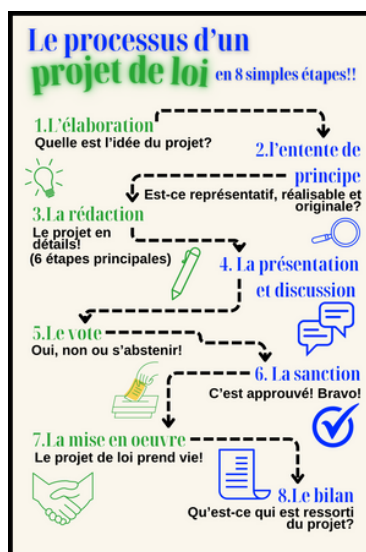 Le processus d'un
projet de loi en 8 simples étapes!!
1.L'élaboration
Quelle est l'idée du projet?
2.l'entente de
principe
Est-ce représentatif, réalisable et
originale?
3.La rédaction
Le projet en
détails!
(6 étapes principales)
4. La présentation
et discussion
5.Le vote
Oui, non ou s'abstenir!
6. La sanction
C'est approuvé! Bravo!
7.La mise en oeuvre
Le projet de loi prend vie!
8.Le bilan
Qu'est-ce qui est ressorti
du projet?